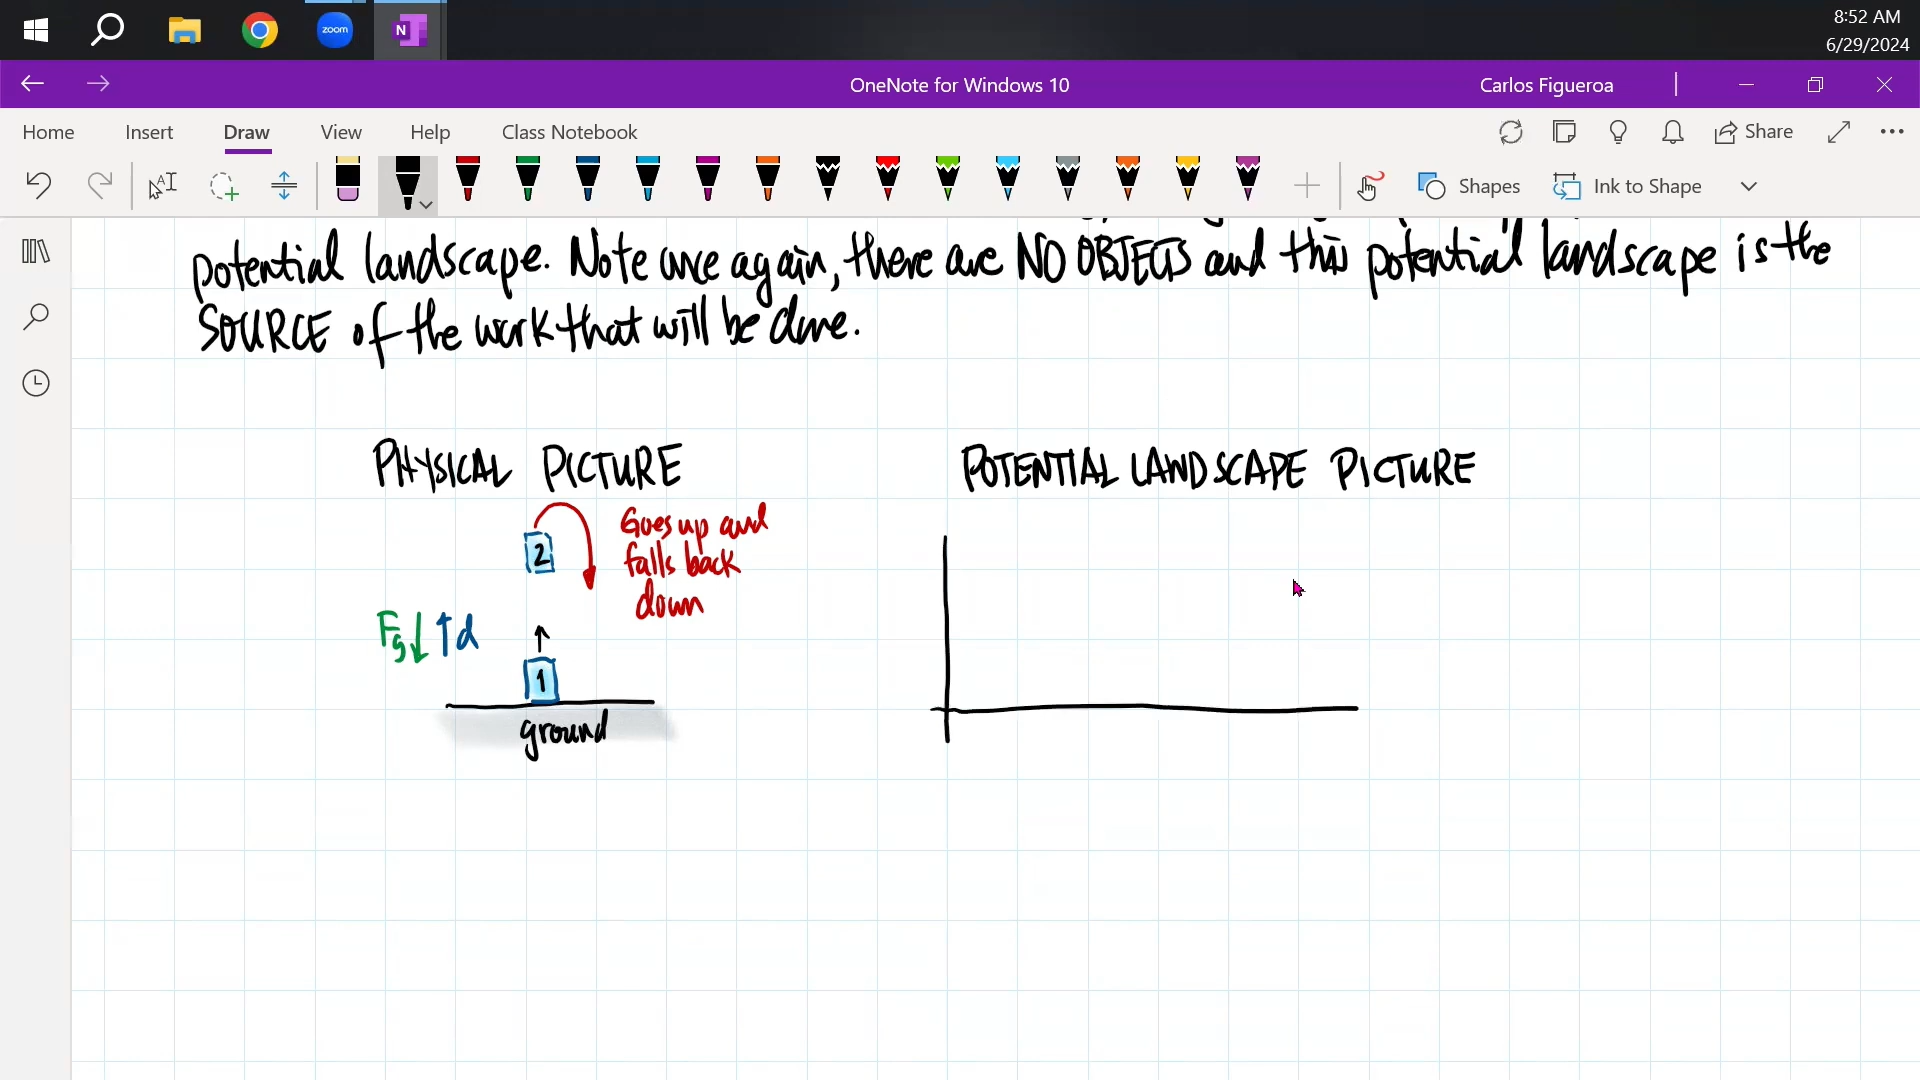 8:52 AM
6/29/2024
zoom
N
OneNote for Windows 10
Carlos Figueroa
Home Insert Draw View Help Class Notebook
Share
Shapes
Ink to Shape
potential landscape. Note once again, there are NO OBJECTS and this potential landscape is the
SOURCE of the work that will be done.
PHYSICAL PICTURE
POTENTIAL LANDSCAPE PICTURE
2
Goes up and
falls back
down
Fg↓ ↑d
1
ground